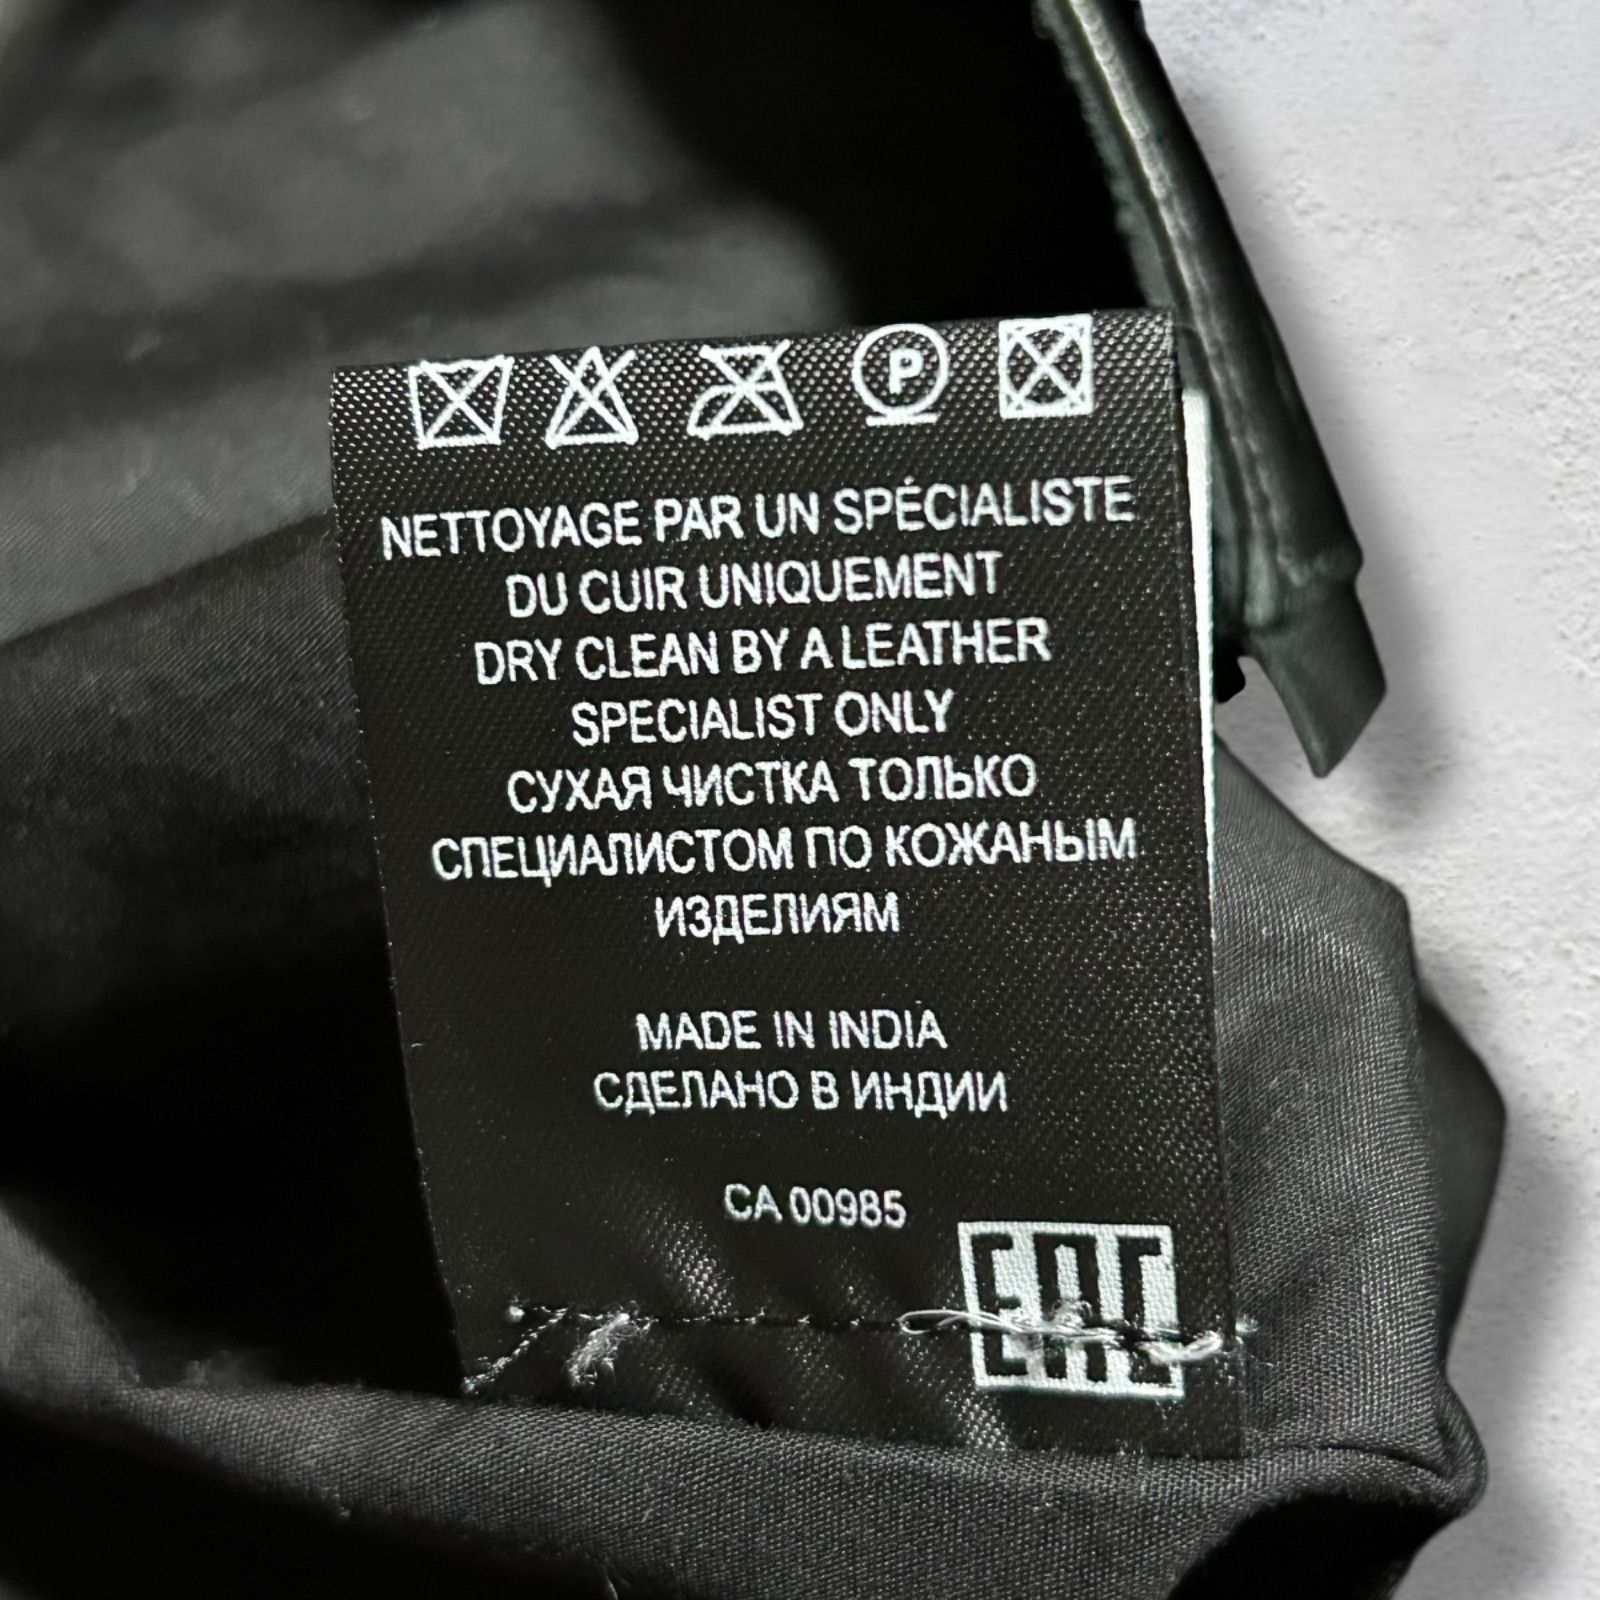 P
NETTOYAGE PAR UN SPÉCIALISTE
DU CUIR UNIQUEMENT
DRY CLEAN BY A LEATHER
SPECIALIST ONLY
СУХАЯ ЧИСТКА ТОЛЬКО
СПЕЦИАЛИСТОМ ПО КОЖАНЫМ
ИЗДЕЛИЯМ
MADE IN INDIA
СДЕЛАНО В ИНДИИ
CA 00985
EAC